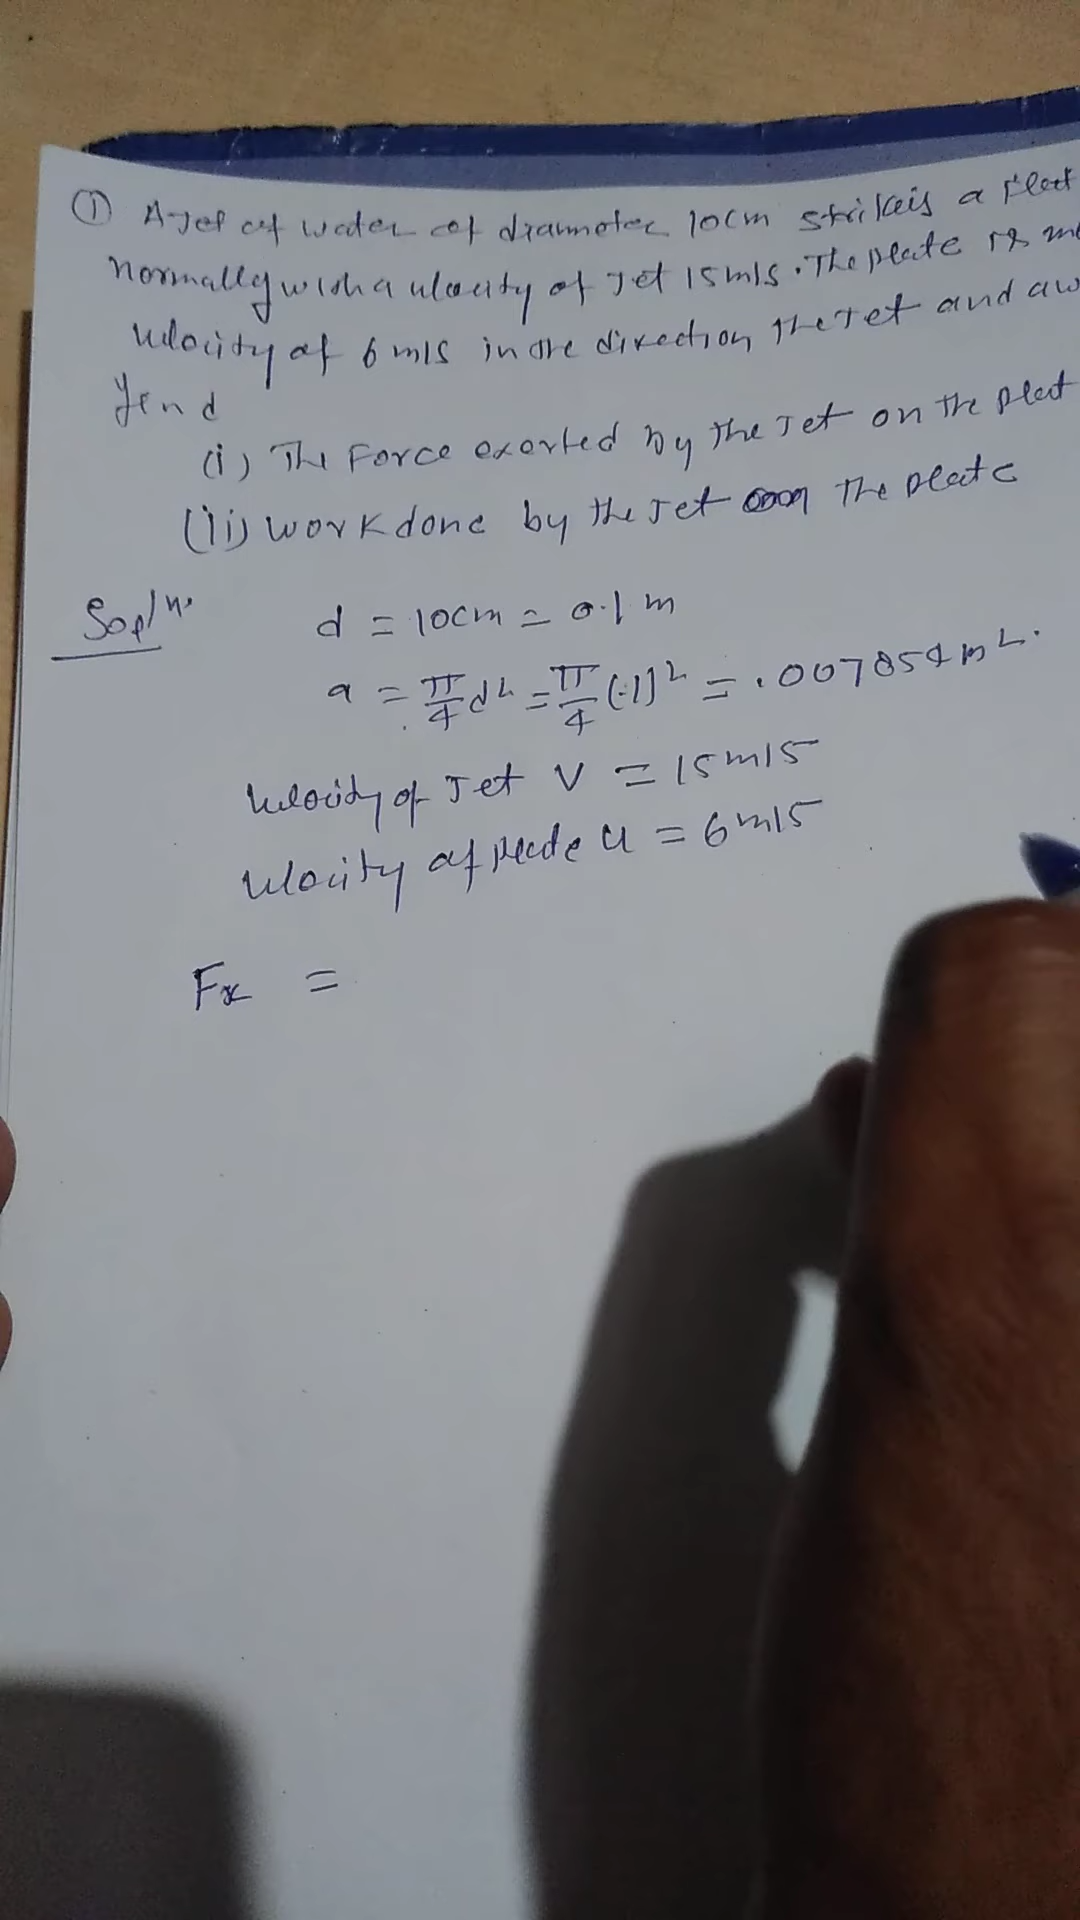 ① A Jet of water of diameter 10cm strikeis a flat
normally with a velocity of Jet 15m/s. The plate is
velocity of 6 m/s in the direction the Jet and aw
find
(i) The Force exerted by the Jet on the plat
(ii) work done by the Jet on the plate
Sopln.
d = 10cm = 0.1 m
a = π/4 d² = π/4 (.1)² = .007854 m².
Velocity of Jet V = 15m/s
Velocity of plate u = 6m/s
Fx =